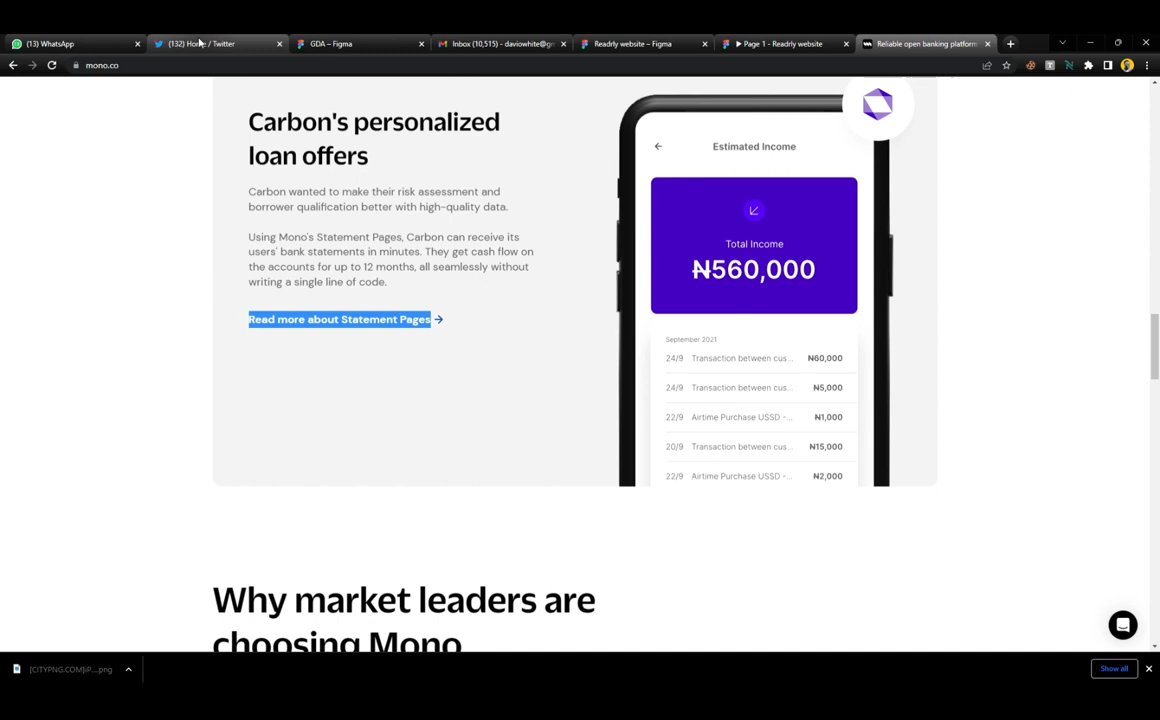 (13) WhatsApp
(132) Home / Twitter
GDA – Figma
Inbox (10,515) – daviowhite@g
Readrly website – Figma
Page 1 - Readrly website
Reliable open banking platform
mono.co
Carbon's personalized
loan offers
Carbon wanted to make their risk assessment and
borrower qualification better with high-quality data.
Using Mono's Statement Pages, Carbon can receive its
users' bank statements in minutes. They get cash flow on
the accounts for up to 12 months, all seamlessly without
writing a single line of code.
Read more about Statement Pages →
← Estimated Income
Total Income
₦560,000
September 2021
24/9 Transaction between cus... ₦60,000
24/9 Transaction between cus... ₦5,000
22/9 Airtime Purchase USSD -... ₦1,000
20/9 Transaction between cus... ₦15,000
22/9 Airtime Purchase USSD -... ₦2,000
Why market leaders are
choosing Mono
[CITYPNG.COM]iP....png
Show all